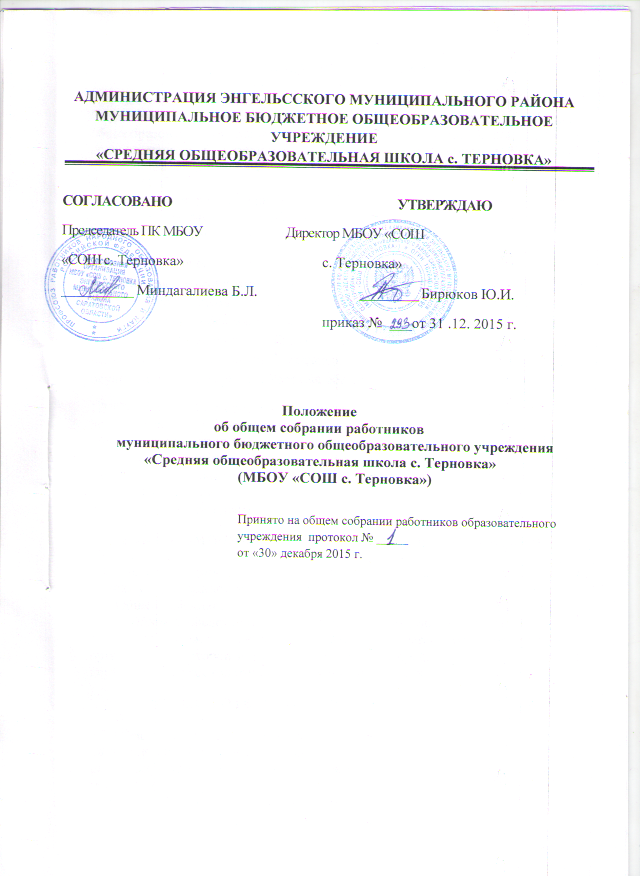 АДМИНИСТРАЦИЯ ЭНГЕЛЬССКОГО МУНИЦИПАЛЬНОГО РАЙОНА
МУНИЦИПАЛЬНОЕ БЮДЖЕТНОЕ ОБЩЕОБРАЗОВАТЕЛЬНОЕ
УЧРЕЖДЕНИЕ
«СРЕДНЯЯ ОБЩЕОБРАЗОВАТЕЛЬНАЯ ШКОЛА с. ТЕРНОВКА»
СОГЛАСОВАНО
Председатель ПК МБОУ
«СОШ с. Терновка»
Миндагалиева Б.Л.
УТВЕРЖДАЮ
Директор МБОУ «СОШ
с. Терновка»
Бирюков Ю.И.
приказ № 293 от 31 .12. 2015 г.
Положение
об общем собрании работников
муниципального бюджетного общеобразовательного учреждения
«Средняя общеобразовательная школа с. Терновка»
(МБОУ «СОШ с. Терновка»)
Принято на общем собрании работников образовательного
учреждения протокол № 1
от «30» декабря 2015 г.